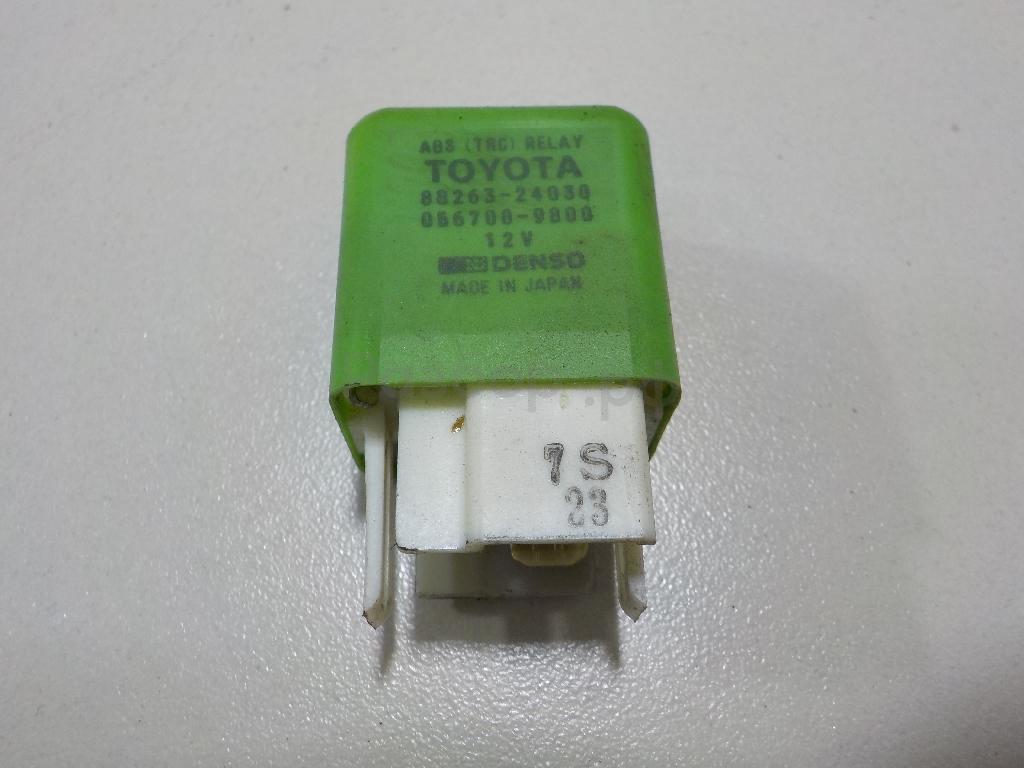 ABS (TRC) RELAY
TOYOTA
88263-24030
056700-9800
12V
DENSO
MADE IN JAPAN
7S
23